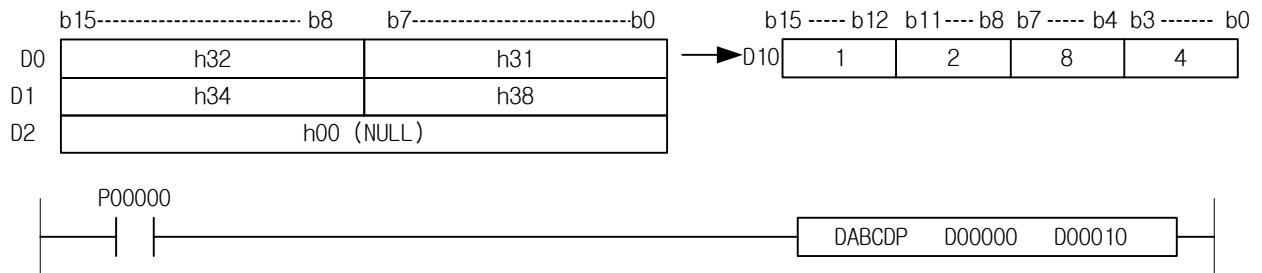 b15---------------------------- b8 b7------------------------------b0 b15 ----- b12 b11---- b8 b7 ----- b4 b3 ------- b0
D0 h32 h31 D10 1 2 8 4
D1 h34 h38
D2 h00 (NULL)
P00000
DABCDP D00000 D00010